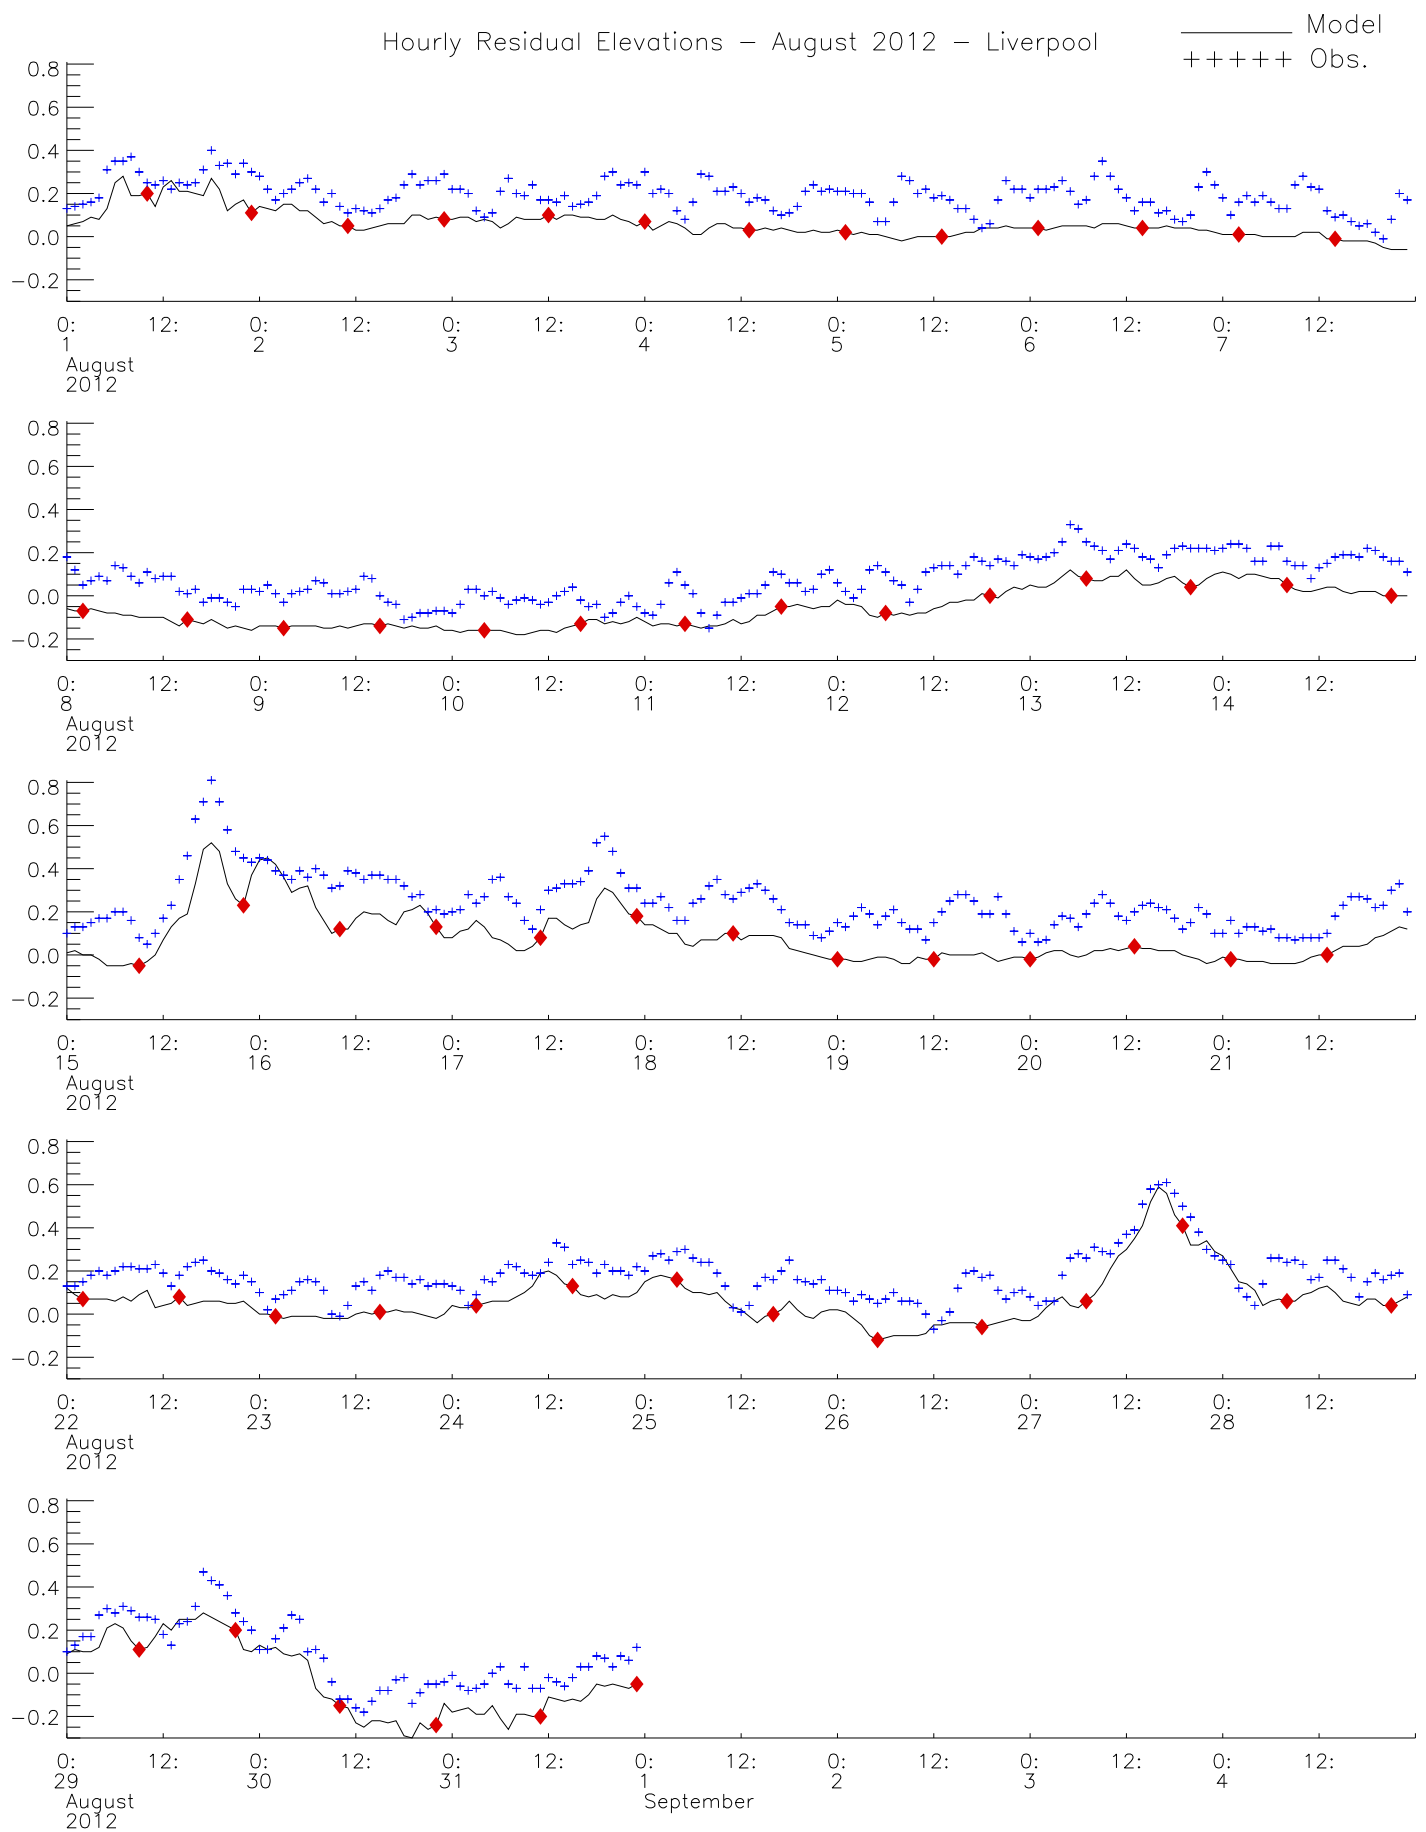 Hourly Residual Elevations − August 2012 − Liverpool
Model
+++++ Obs.
0.8
0.6
0.4
0.2
0.0
−0.2
0: 12: 0: 12: 0: 12: 0: 12: 0: 12: 0: 12: 0: 12:
1 2 3 4 5 6 7
August
2012
0.8
0.6
0.4
0.2
0.0
−0.2
0: 12: 0: 12: 0: 12: 0: 12: 0: 12: 0: 12: 0: 12:
8 9 10 11 12 13 14
August
2012
0.8
0.6
0.4
0.2
0.0
−0.2
0: 12: 0: 12: 0: 12: 0: 12: 0: 12: 0: 12: 0: 12:
15 16 17 18 19 20 21
August
2012
0.8
0.6
0.4
0.2
0.0
−0.2
0: 12: 0: 12: 0: 12: 0: 12: 0: 12: 0: 12: 0: 12:
22 23 24 25 26 27 28
August
2012
0.8
0.6
0.4
0.2
0.0
−0.2
0: 12: 0: 12: 0: 12: 0: 12: 0: 12: 0: 12: 0: 12:
29 30 31 1 2 3 4
August September
2012